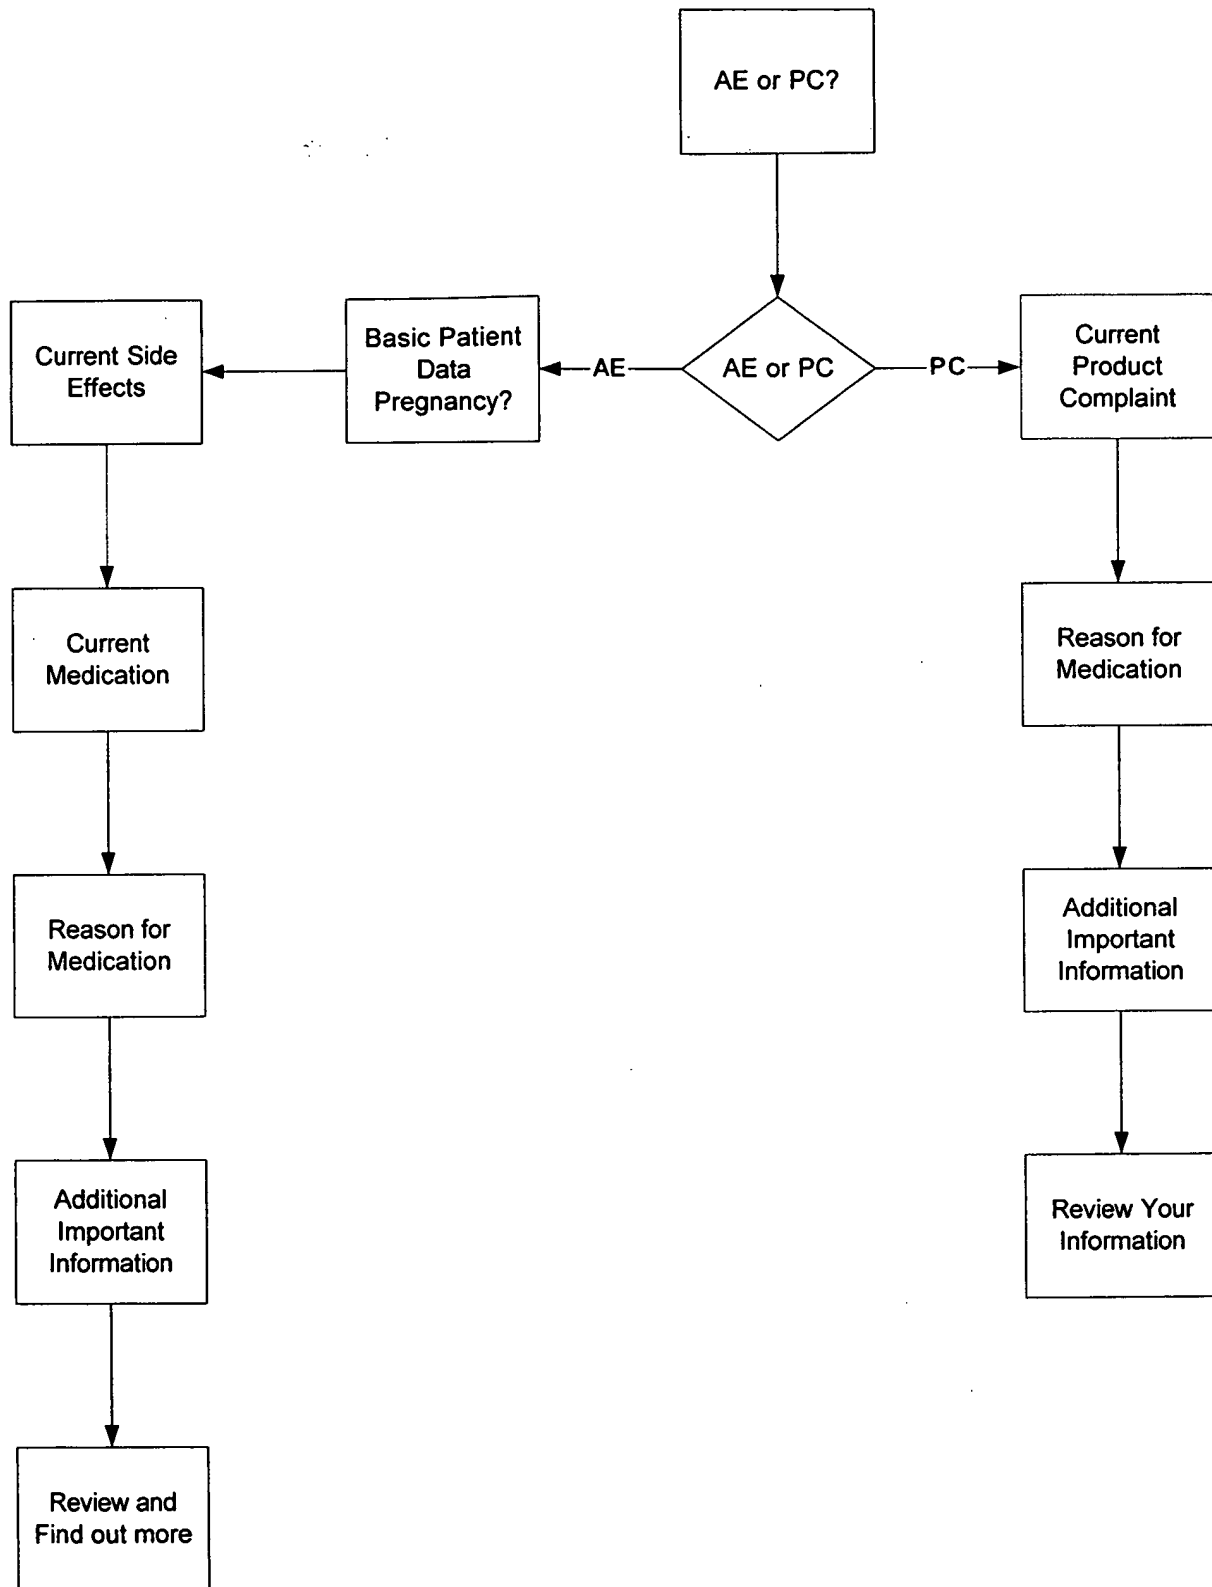 AE or PC?
Current Side
Effects
Basic Patient
Data
Pregnancy?
AE
AE or PC
PC
Current
Product
Complaint
Current
Medication
Reason for
Medication
Reason for
Medication
Additional
Important
Information
Additional
Important
Information
Review Your
Information
Review and
Find out more